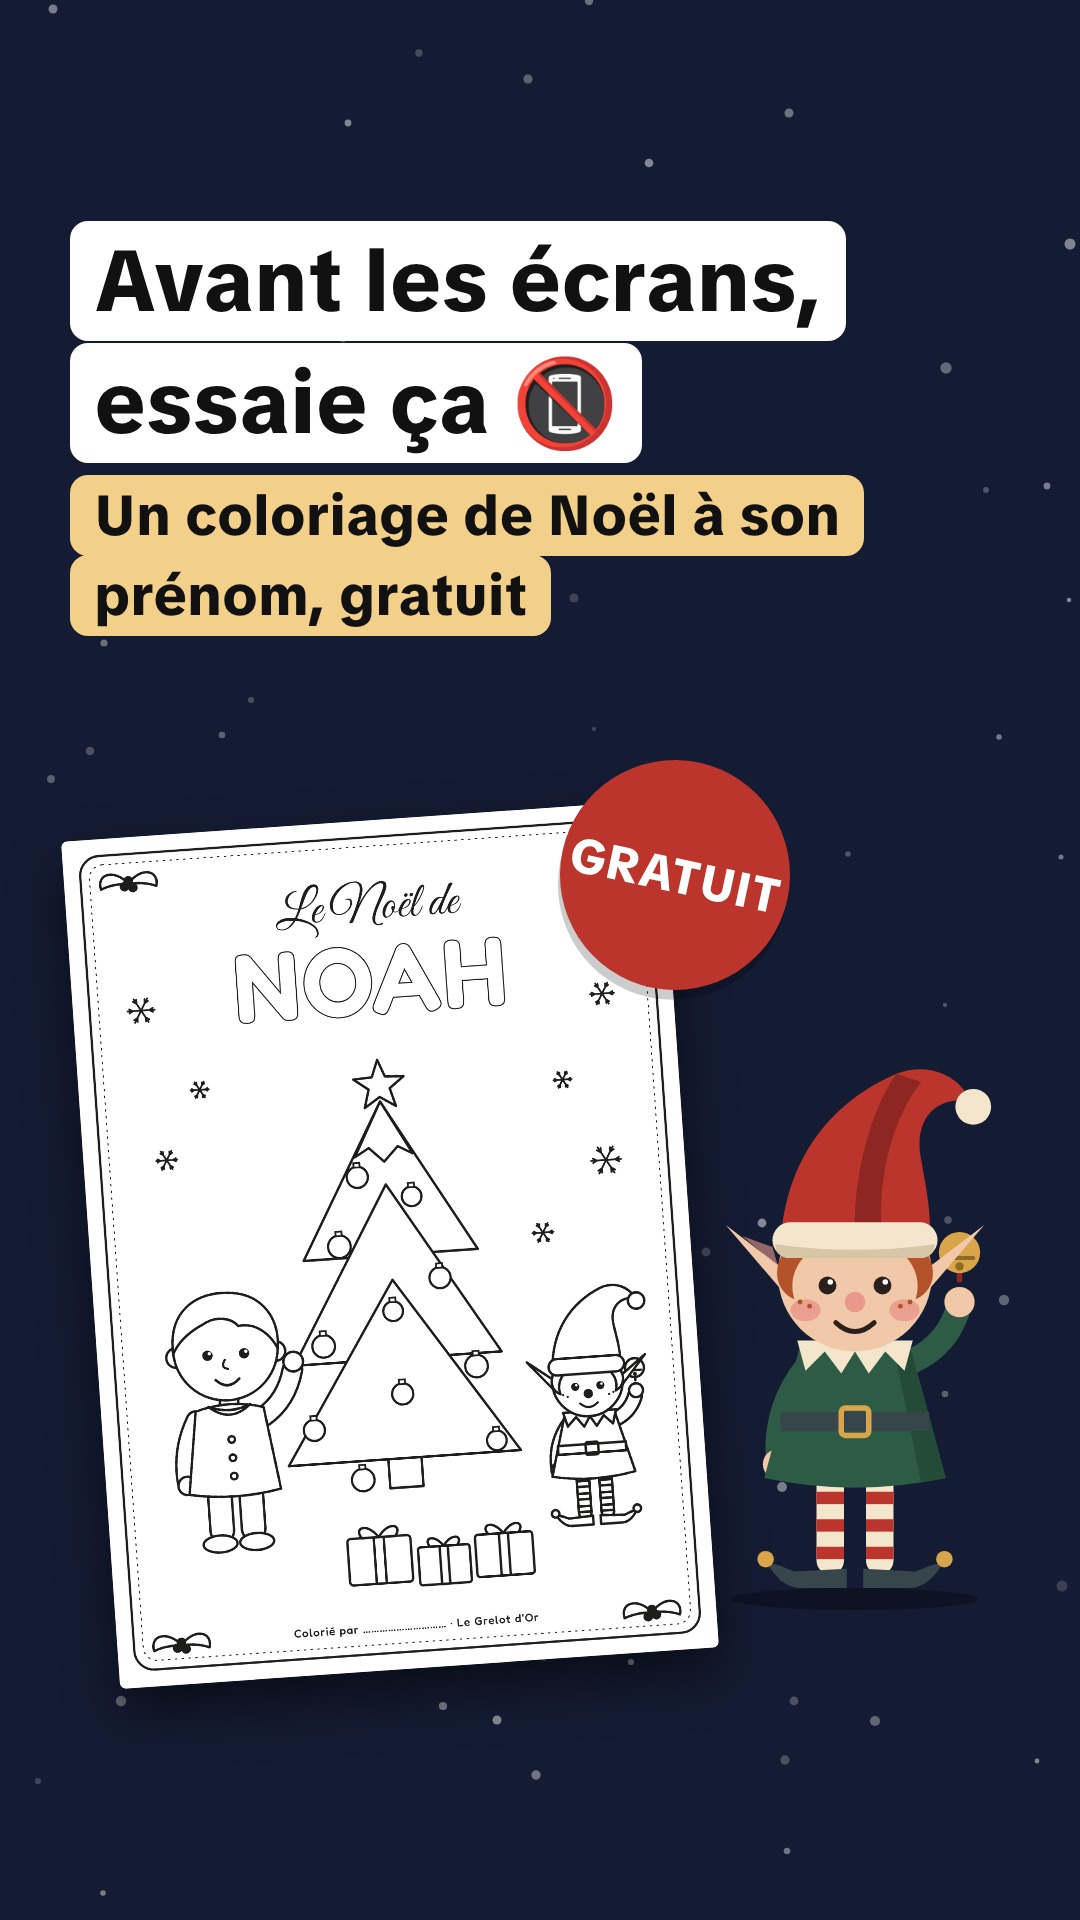 Avant les écrans,
essaie ça 📵
Un coloriage de Noël à son
prénom, gratuit
GRATUIT
Le Noël de
NOAH
Colorié par .............................. · Le Grelot d'Or